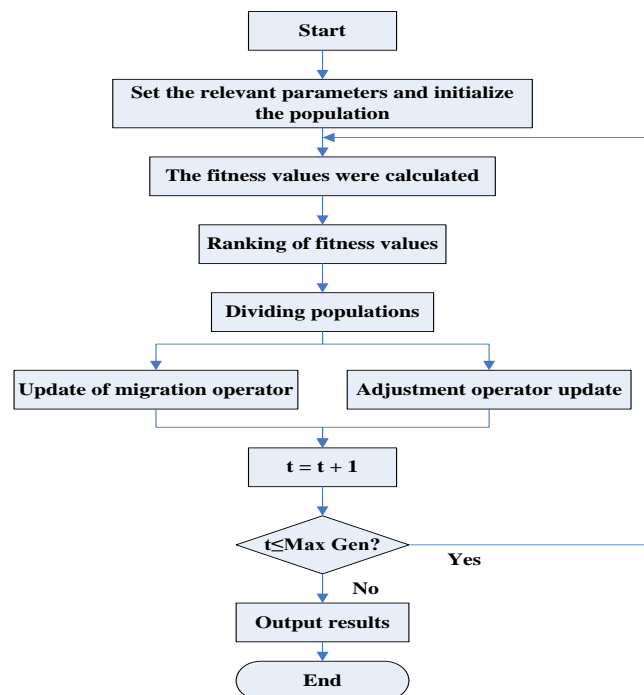 Start
Set the relevant parameters and initialize
the population
The fitness values were calculated
Ranking of fitness values
Dividing populations
Update of migration operator
Adjustment operator update
t = t + 1
t≤Max Gen?
Yes
No
Output results
End